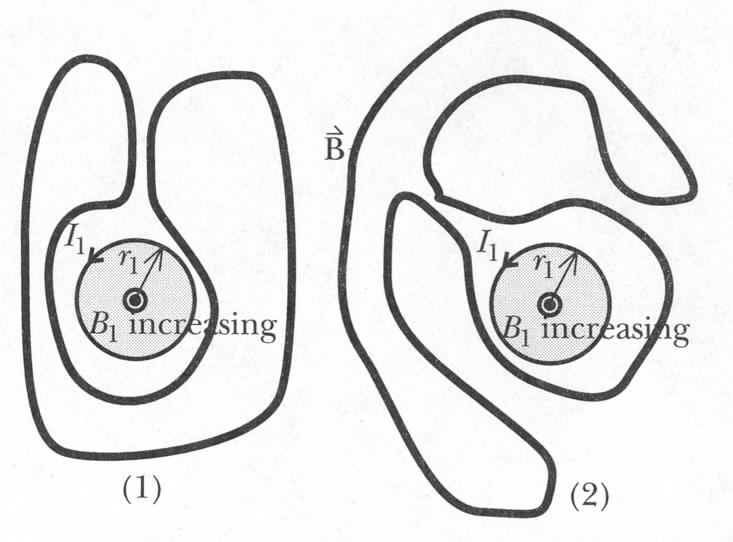 B⃗
I₁
r₁
B₁ increasing
(1)
I₁
r₁
B₁ increasing
(2)